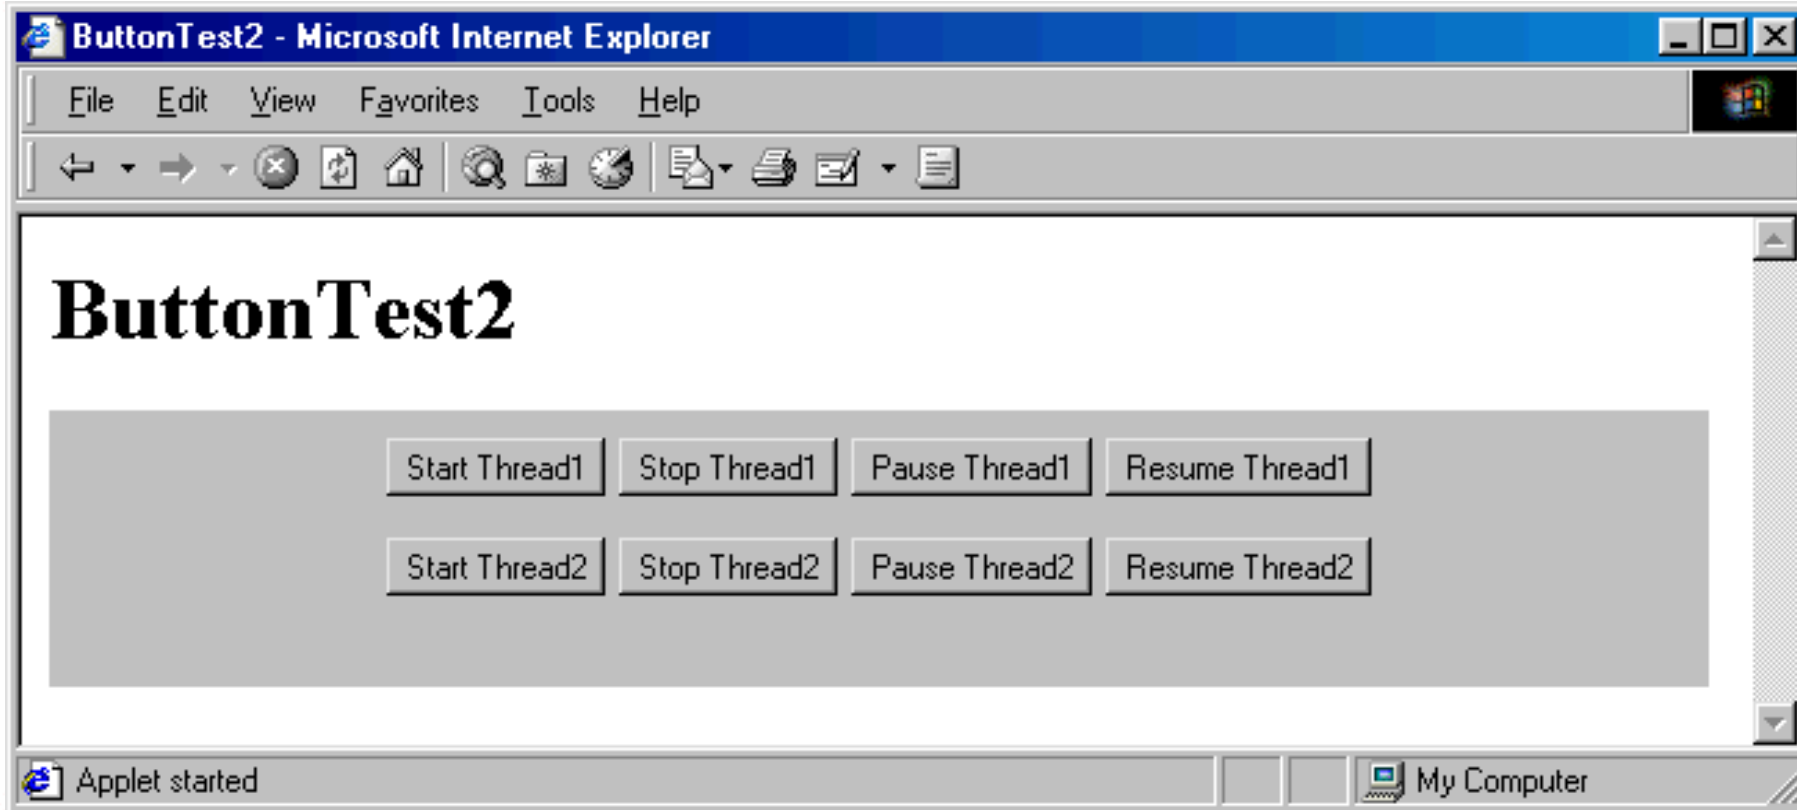 ButtonTest2 - Microsoft Internet Explorer
File Edit View Favorites Tools Help
ButtonTest2
Start Thread1 Stop Thread1 Pause Thread1 Resume Thread1
Start Thread2 Stop Thread2 Pause Thread2 Resume Thread2
Applet started My Computer